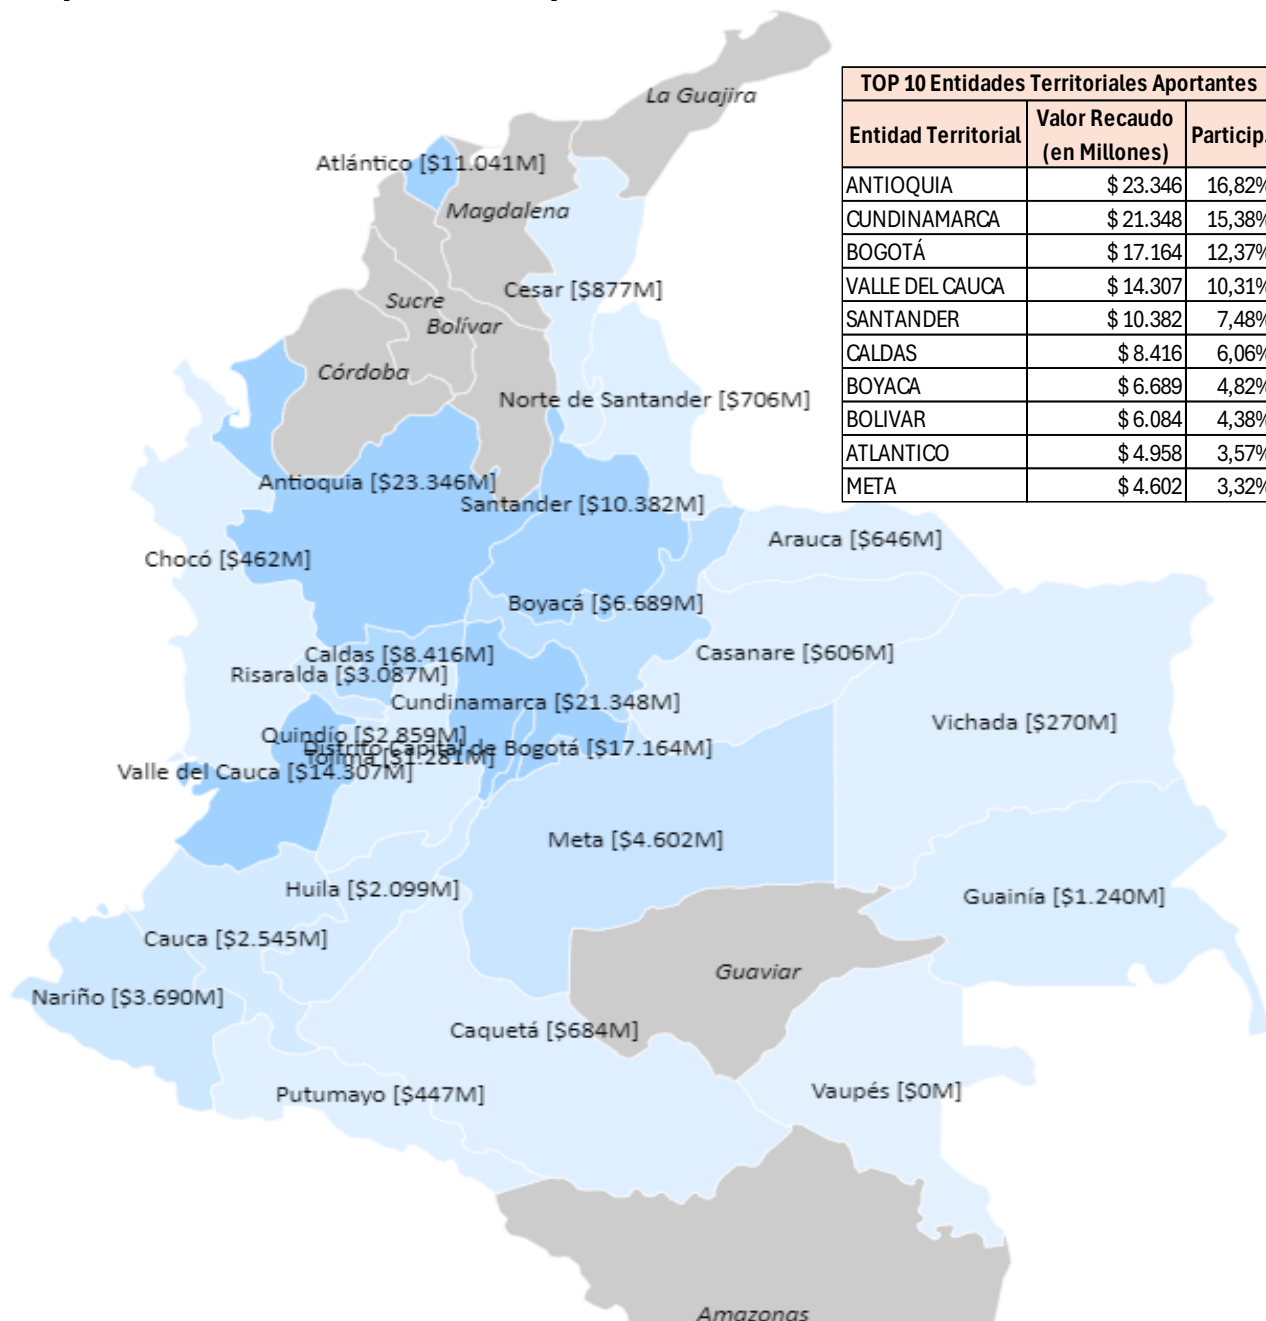 La Guajira
TOP 10 Entidades Territoriales Aportantes
Entidad Territorial Valor Recaudo (en Millones) Particip.
ANTIOQUIA $ 23.346 16,82%
CUNDINAMARCA $ 21.348 15,38%
BOGOTÁ $ 17.164 12,37%
VALLE DEL CAUCA $ 14.307 10,31%
SANTANDER $ 10.382 7,48%
CALDAS $ 8.416 6,06%
BOYACA $ 6.689 4,82%
BOLIVAR $ 6.084 4,38%
ATLANTICO $ 4.958 3,57%
META $ 4.602 3,32%
Atlántico [$11.041M]
Magdalena
Cesar [$877M]
Sucre
Bolívar
Córdoba
Norte de Santander [$706M]
Antioquia [$23.346M]
Santander [$10.382M]
Arauca [$646M]
Chocó [$462M]
Boyacá [$6.689M]
Caldas [$8.416M]
Casanare [$606M]
Risaralda [$3.087M]
Cundinamarca [$21.348M]
Vichada [$270M]
Quindío [$2.859M]
Distrito Capital de Bogotá [$17.164M]
Tolima [$1.281M]
Valle del Cauca [$14.307M]
Meta [$4.602M]
Huila [$2.099M]
Guainía [$1.240M]
Cauca [$2.545M]
Guaviar
Nariño [$3.690M]
Caquetá [$684M]
Putumayo [$447M]
Vaupés [$0M]
Amazonas